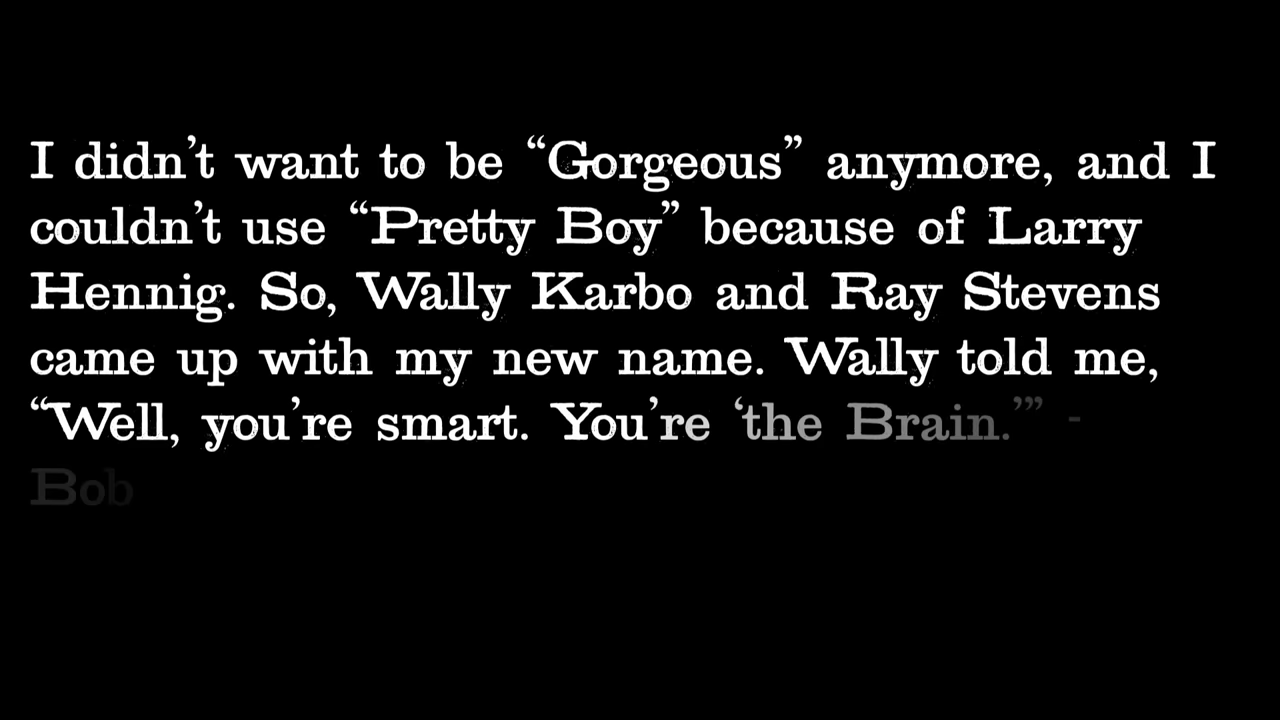 I didn’t want to be “Gorgeous” anymore, and I
couldn’t use “Pretty Boy” because of Larry
Hennig. So, Wally Karbo and Ray Stevens
came up with my new name. Wally told me,
“Well, you’re smart. You’re ‘the Brain.’” -
Bob